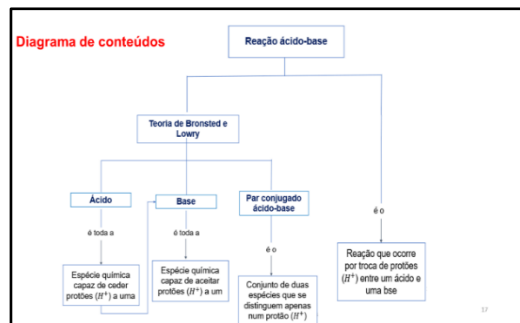 Diagrama de conteúdos
Reação ácido-base
Teoria de Bronsted e
Lowry
Ácido
Base
Par conjugado
ácido-base
é toda a
é toda a
é o
é o
Espécie química
capaz de ceder
protões (H⁺) a uma
Espécie química
capaz de aceitar
protões (H⁺) a um
Conjunto de duas
espécies que se
distinguem apenas
num protão (H⁺)
Reação que ocorre
por troca de protões
(H⁺) entre um ácido e
uma bse
17